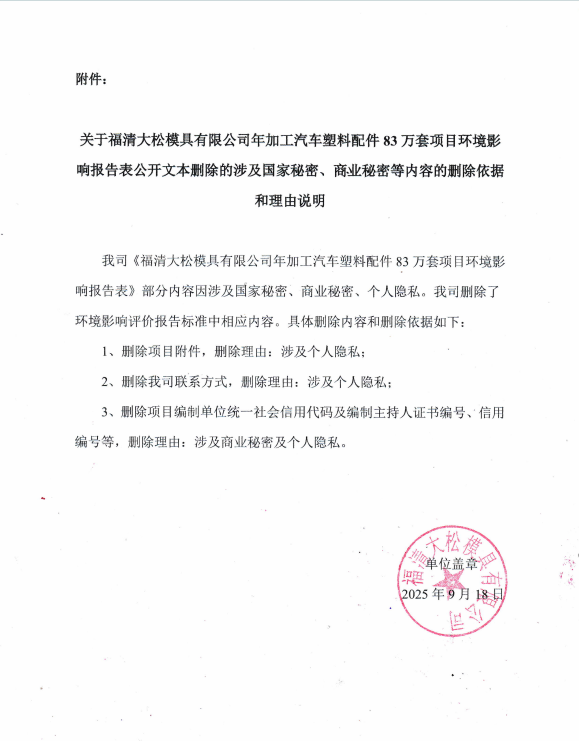 附件：
关于福清大松模具有限公司年加工汽车塑料配件 83 万套项目环境影
响报告表公开文本删除的涉及国家秘密、商业秘密等内容的删除依据
和理由说明
我司《福清大松模具有限公司年加工汽车塑料配件 83 万套项目环境影
响报告表》部分内容因涉及国家秘密、商业秘密、个人隐私。我司删除了
环境影响评价报告标准中相应内容。具体删除内容和删除依据如下：
1、删除项目附件，删除理由：涉及个人隐私；
2、删除我司联系方式，删除理由：涉及个人隐私；
3、删除项目编制单位统一社会信用代码及编制主持人证书编号、信用
编号等，删除理由：涉及商业秘密及个人隐私。
福清大松模具有限公司
单位盖章
2025 年 9 月 18 日